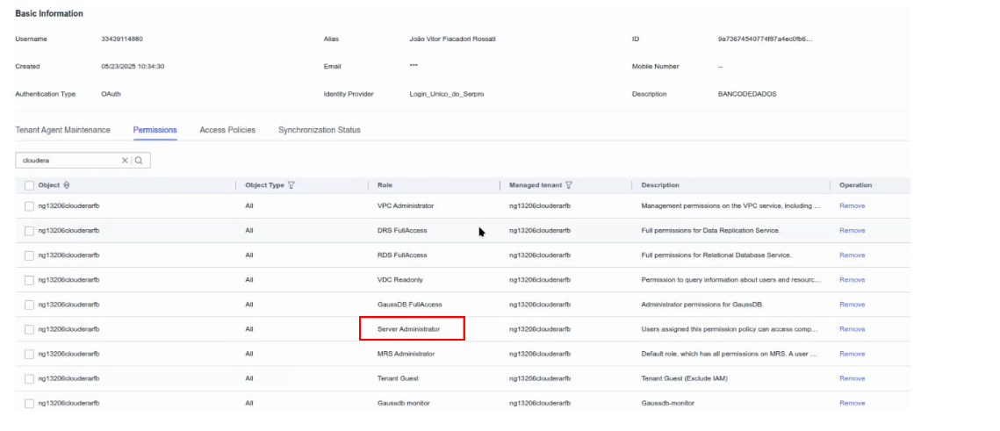 Basic Information
Username 33439114880 Alias João Vitor Fiacadori Rossati ID 9a73674540774f87a4ec0fb6...
Created 05/23/2025 10:34:30 Email *** Mobile Number --
Authentication Type OAuth Identity Provider Login_Unico_do_Serpro Description BANCODEDADOS
Tenant Agent Maintenance Permissions Access Policies Synchronization Status
cloudera
Object Object Type Role Managed tenant Description Operation
ng13206clouderarfb All VPC Administrator ng13206clouderarfb Management permissions on the VPC service, including ... Remove
ng13206clouderarfb All DRS FullAccess ng13206clouderarfb Full permissions for Data Replication Service. Remove
ng13206clouderarfb All RDS FullAccess ng13206clouderarfb Full permissions for Relational Database Service. Remove
ng13206clouderarfb All VDC Readonly ng13206clouderarfb Permission to query information about users and resourc... Remove
ng13206clouderarfb All GaussDB FullAccess ng13206clouderarfb Administrator permissions for GaussDB. Remove
ng13206clouderarfb All Server Administrator ng13206clouderarfb Users assigned this permission policy can access comp... Remove
ng13206clouderarfb All MRS Administrator ng13206clouderarfb Default role, which has all permissions on MRS. A user ... Remove
ng13206clouderarfb All Tenant Guest ng13206clouderarfb Tenant Guest (Exclude IAM) Remove
ng13206clouderarfb All Gaussdb monitor ng13206clouderarfb Gaussdb-monitor Remove